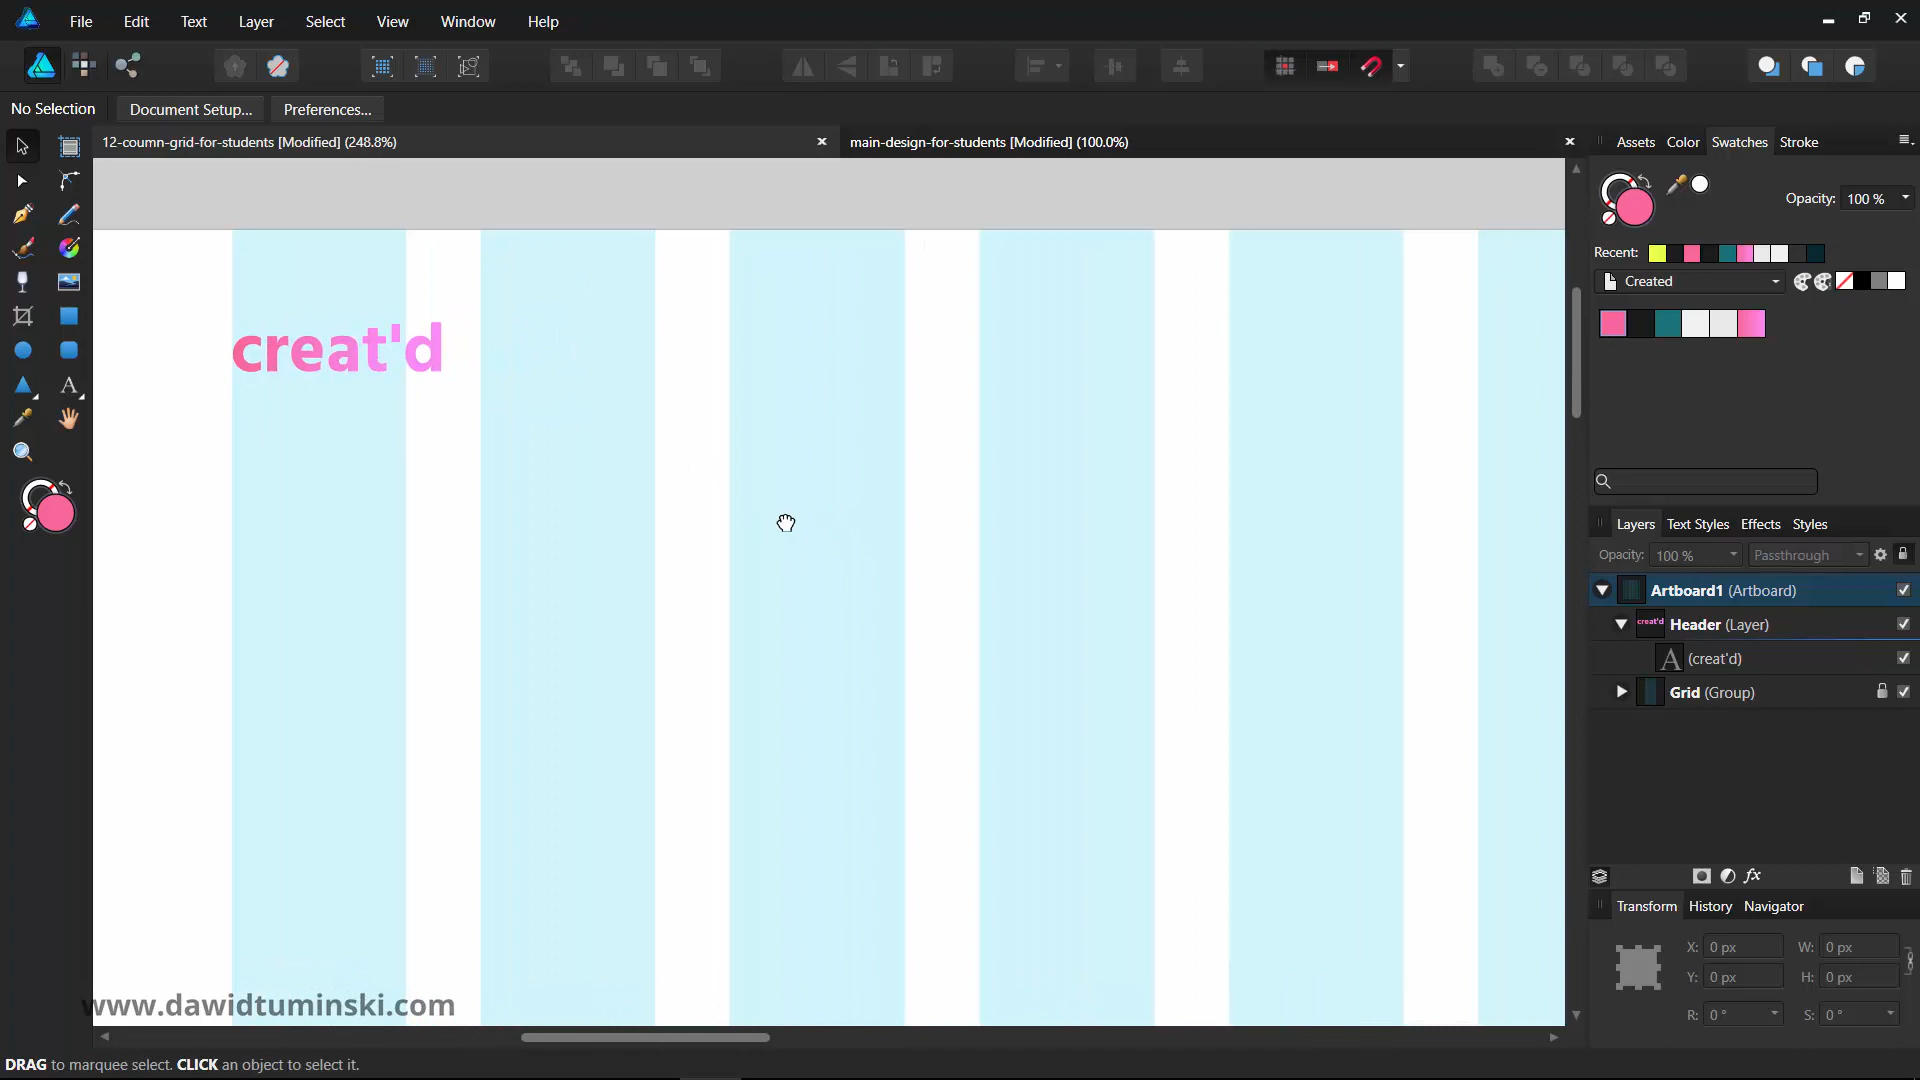 File Edit Text Layer Select View Window Help
No Selection Document Setup... Preferences...
12-coumn-grid-for-students [Modified] (248.8%) main-design-for-students [Modified] (100.0%)
Assets Color Swatches Stroke
Opacity: 100 %
Recent:
Created
creat'd
Layers Text Styles Effects Styles
Opacity: 100 % Passthrough
Artboard1 (Artboard)
creat'd Header (Layer)
A (creat'd)
Grid (Group)
Transform History Navigator
X: 0 px W: 0 px
Y: 0 px H: 0 px
R: 0 ° S: 0 °
www.dawidtuminski.com
DRAG to marquee select. CLICK an object to select it.